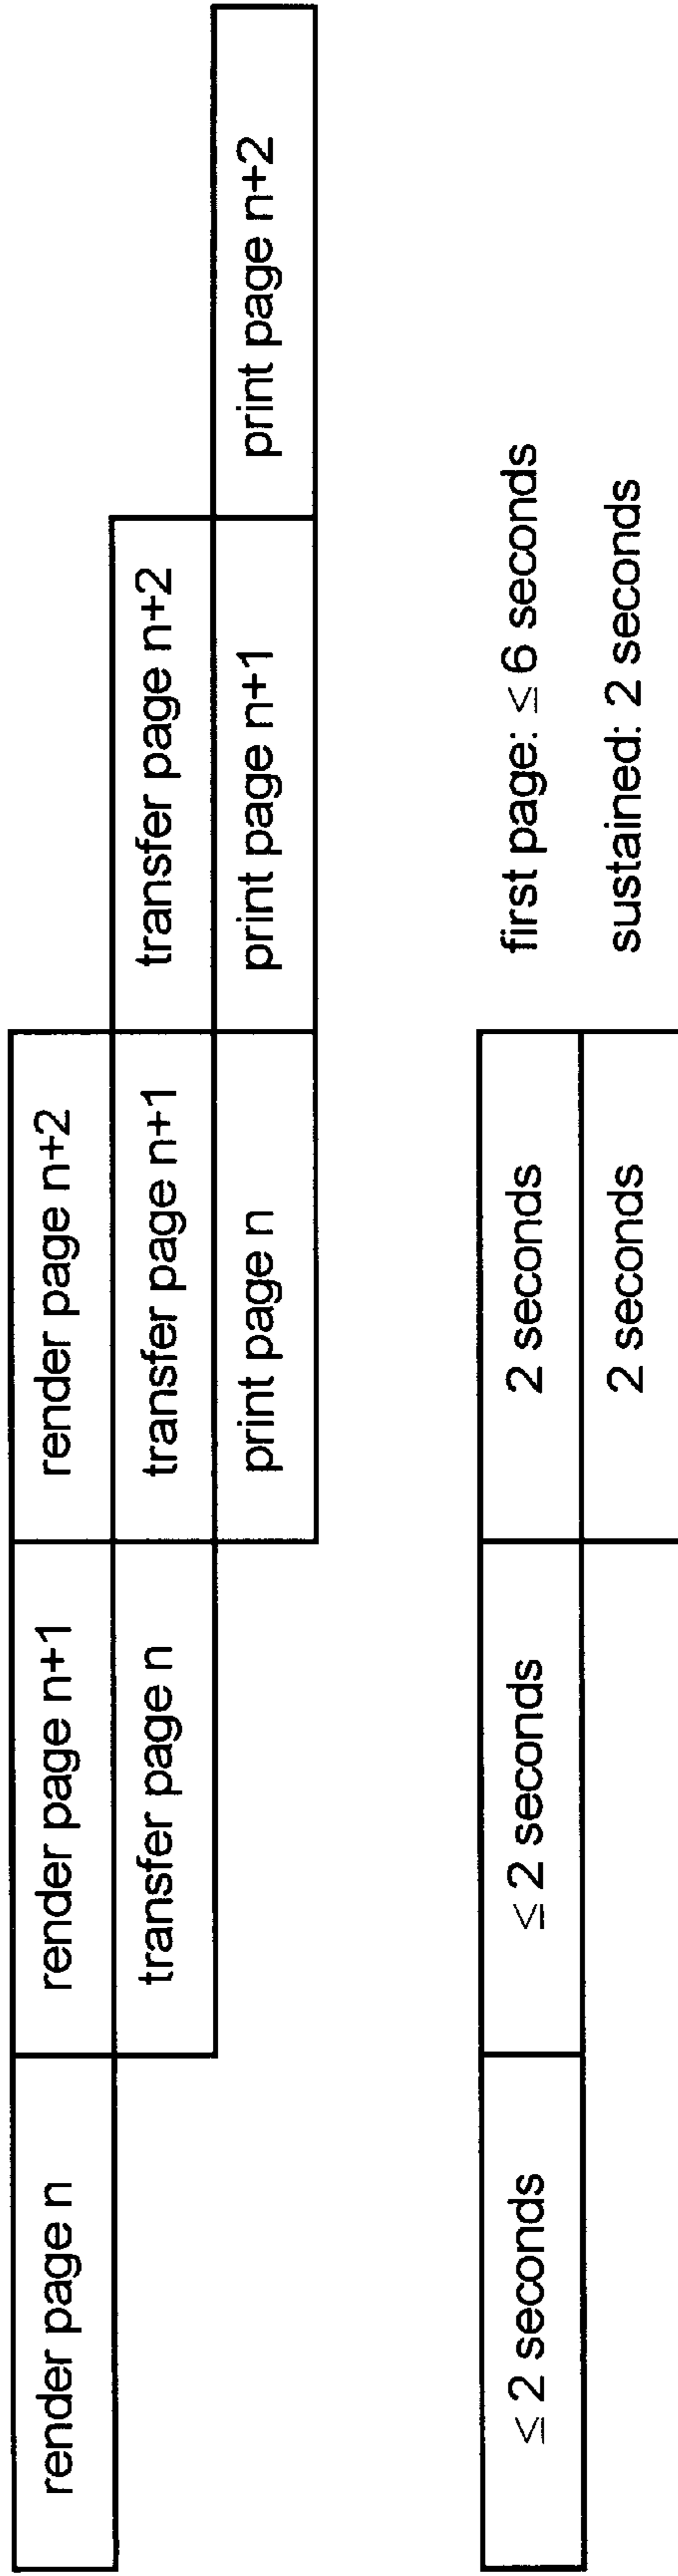 render page n
render page n+1
render page n+2
transfer page n
transfer page n+1
transfer page n+2
print page n
print page n+1
print page n+2
≤ 2 seconds
≤ 2 seconds
2 seconds
first page: ≤ 6 seconds
2 seconds
sustained: 2 seconds